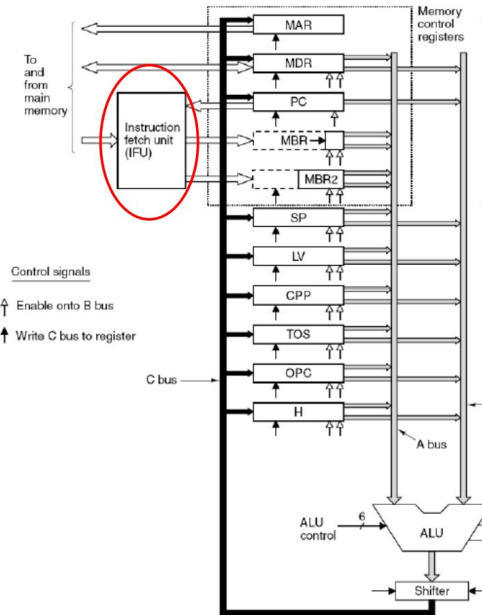 MAR
Memory
control
registers
To
and
from
main
memory
MDR
PC
Instruction
fetch unit
(IFU)
MBR
MBR2
SP
LV
Control signals
Enable onto B bus
CPP
Write C bus to register
TOS
C bus
OPC
H
A bus
ALU
control
6
ALU
Shifter